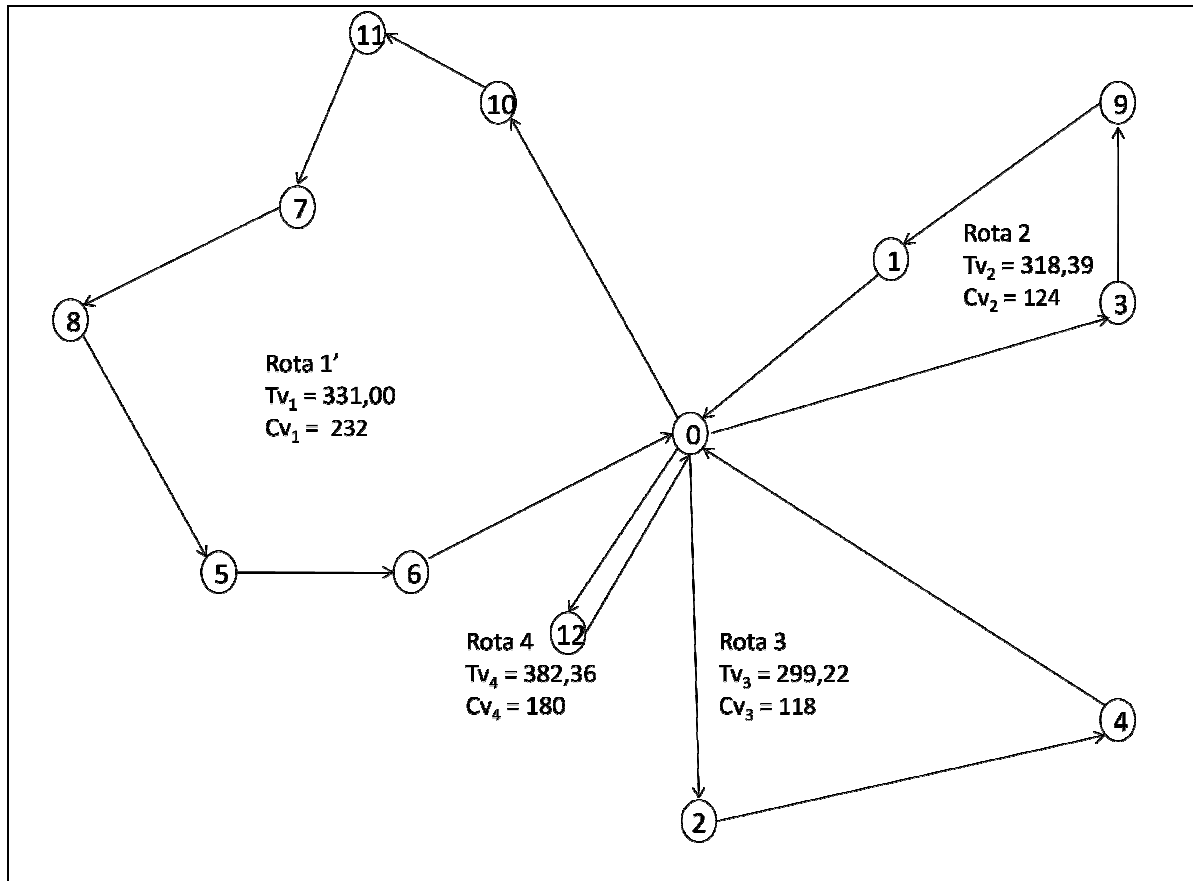 11
10
9
7
1
Rota 2
Tv₂ = 318,39
Cv₂ = 124
3
8
Rota 1’
Tv₁ = 331,00
Cv₁ = 232
0
5
6
12
Rota 4
Tv₄ = 382,36
Cv₄ = 180
Rota 3
Tv₃ = 299,22
Cv₃ = 118
4
2